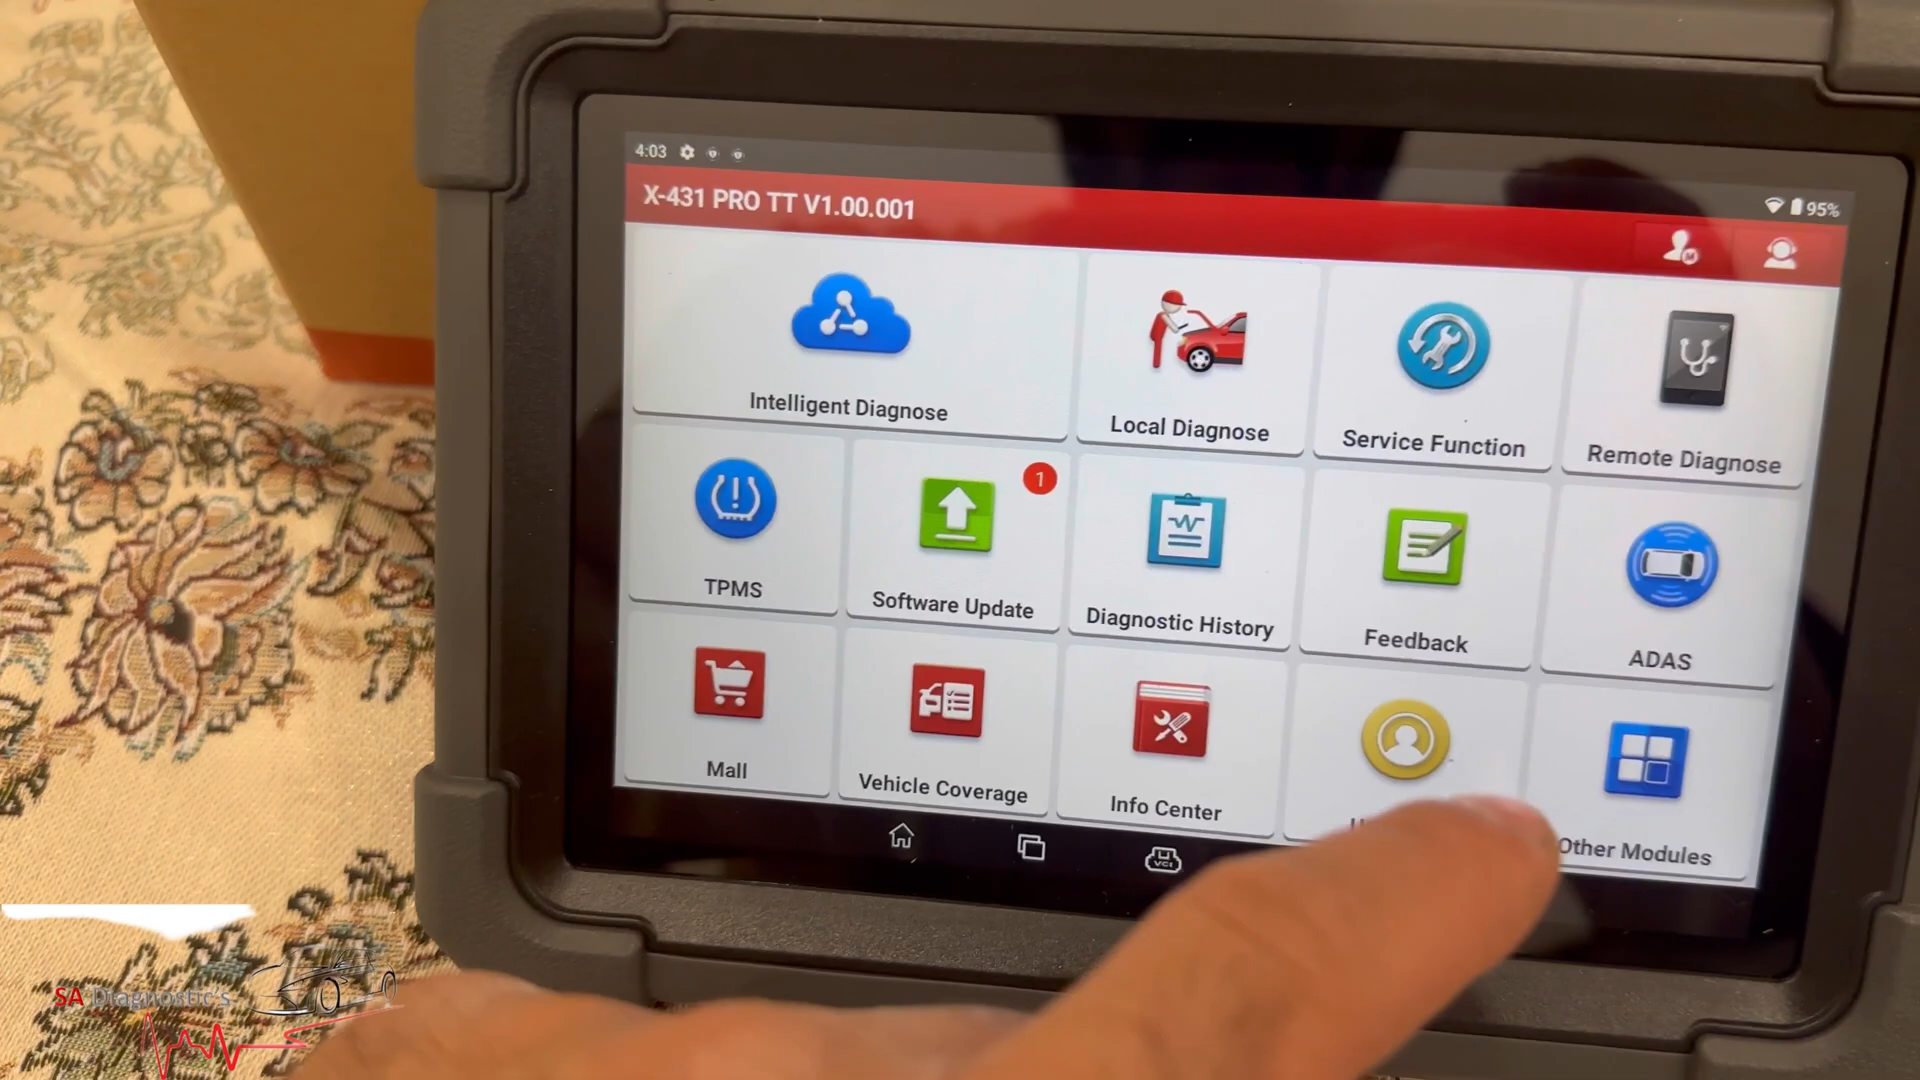 4:03
95%
X-431 PRO TT V1.00.001
Intelligent Diagnose
Local Diagnose
Service Function
Remote Diagnose
TPMS
Software Update
1
Diagnostic History
Feedback
ADAS
Mall
Vehicle Coverage
Info Center
Other Modules
VCI
SA Diagnostic's